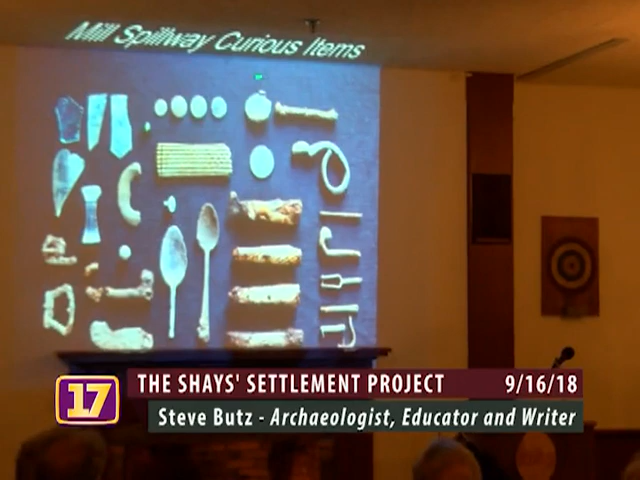 Mill Spillway Curious Items
17
THE SHAYS' SETTLEMENT PROJECT 9/16/18
Steve Butz - Archaeologist, Educator and Writer